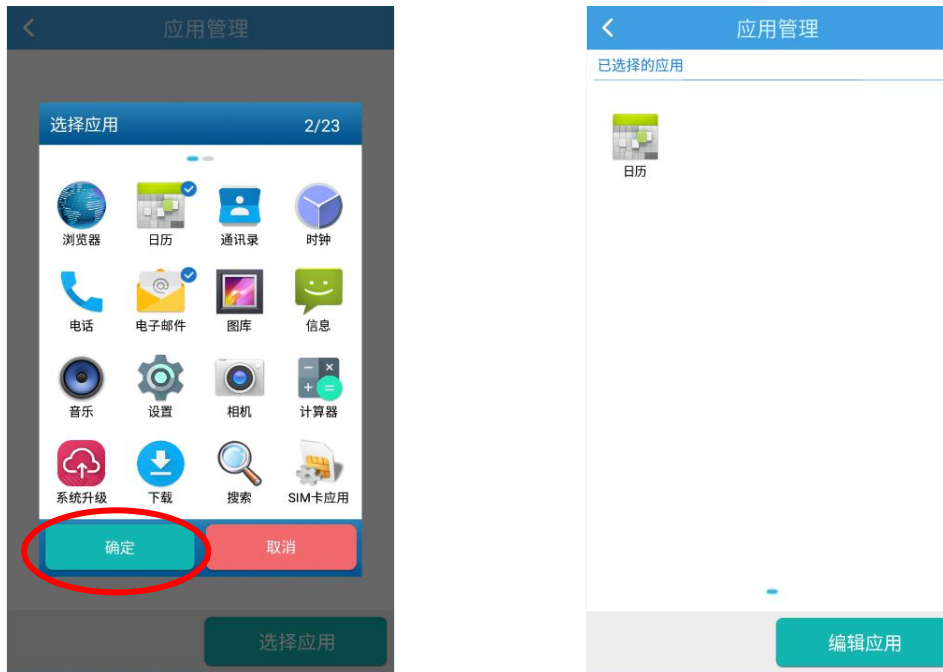 应用管理
选择应用 2/23
浏览器 日历 通讯录 时钟
@
电话 电子邮件 图库 信息
音乐 设置 相机 计算器
系统升级 下载 搜索 SIM卡应用
确定 取消
选择应用
应用管理
已选择的应用
日历
编辑应用